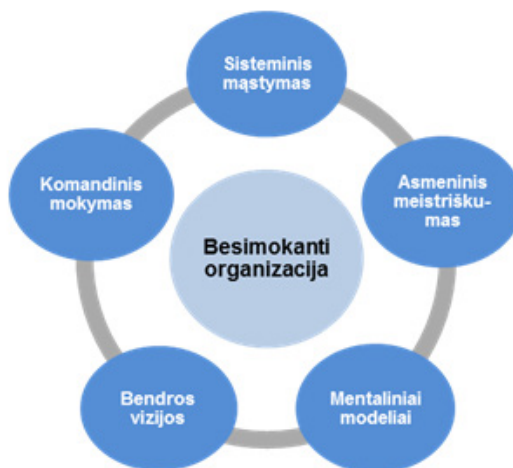 Sisteminis
mąstymas
Asmeninis
meistrišku-
mas
Mentaliniai
modeliai
Bendros
vizijos
Komandinis
mokymas
Besimokanti
organizacija